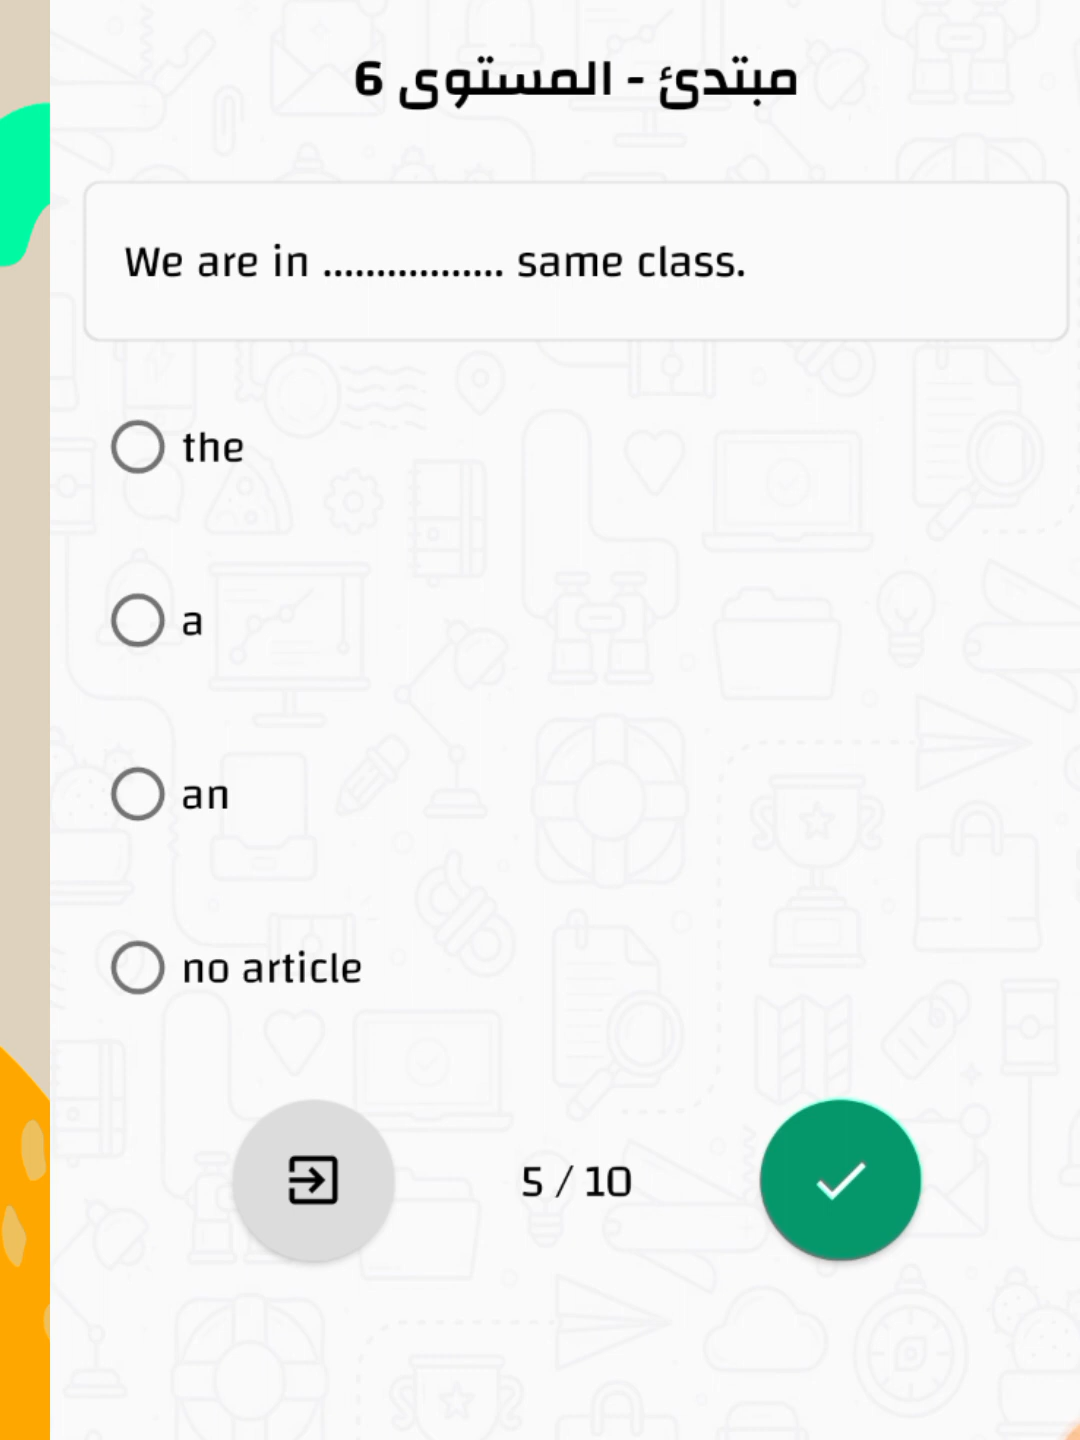 مبتدئ - المستوى 6
We are in ................. same class.
the
a
an
no article
5 / 10